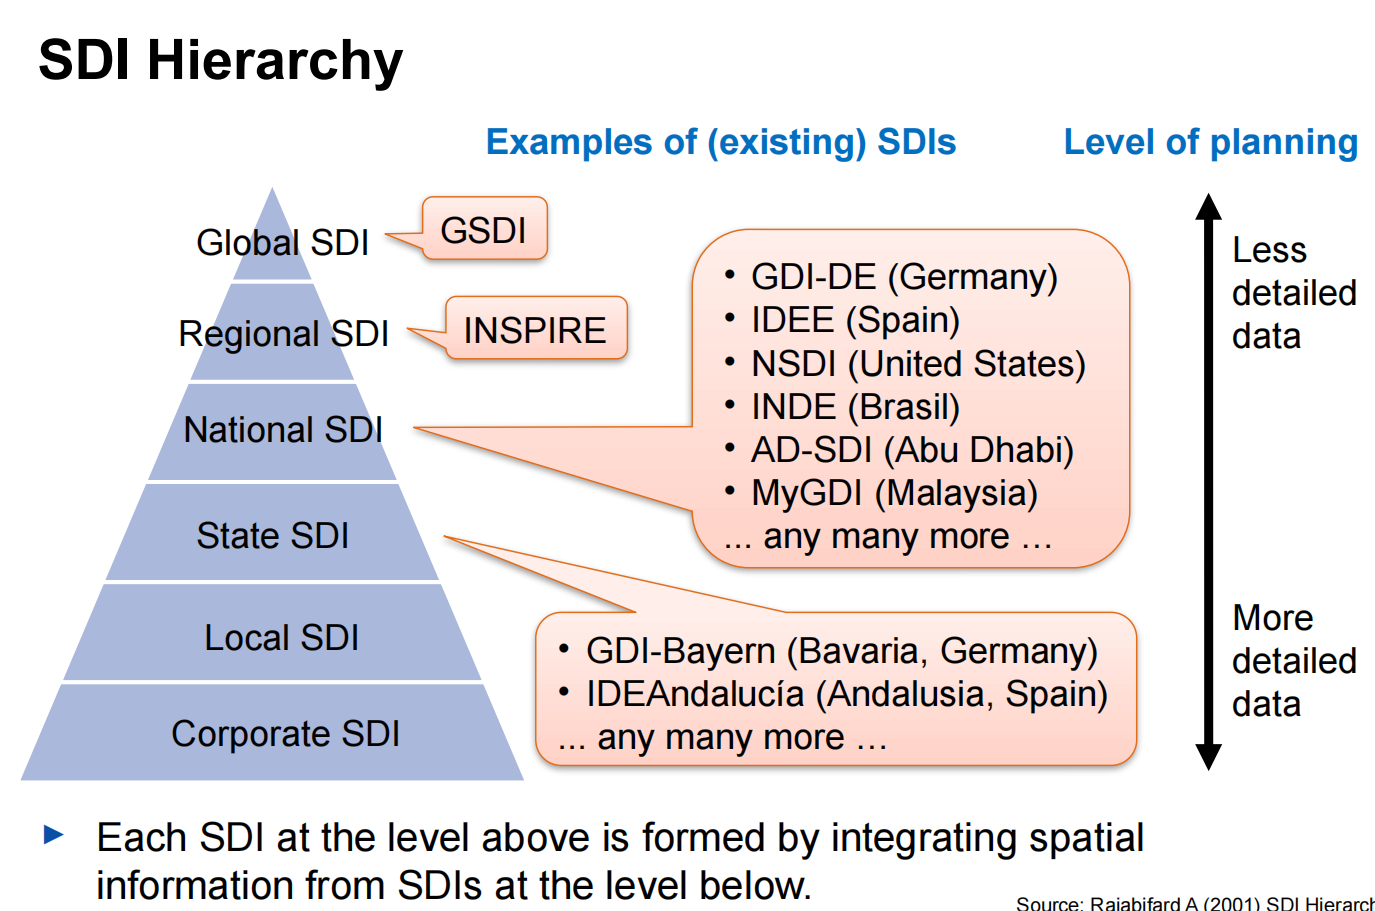 SDI Hierarchy
Examples of (existing) SDIs
Level of planning
Global SDI
GSDI
Regional SDI
INSPIRE
National SDI
• GDI-DE (Germany)
• IDEE (Spain)
• NSDI (United States)
• INDE (Brasil)
• AD-SDI (Abu Dhabi)
• MyGDI (Malaysia)
... any many more …
State SDI
• GDI-Bayern (Bavaria, Germany)
• IDEAndalucía (Andalusia, Spain)
... any many more …
Local SDI
Corporate SDI
Less
detailed
data
More
detailed
data
Each SDI at the level above is formed by integrating spatial
information from SDIs at the level below.
Source: Rajabifard A (2001) SDI Hierarch